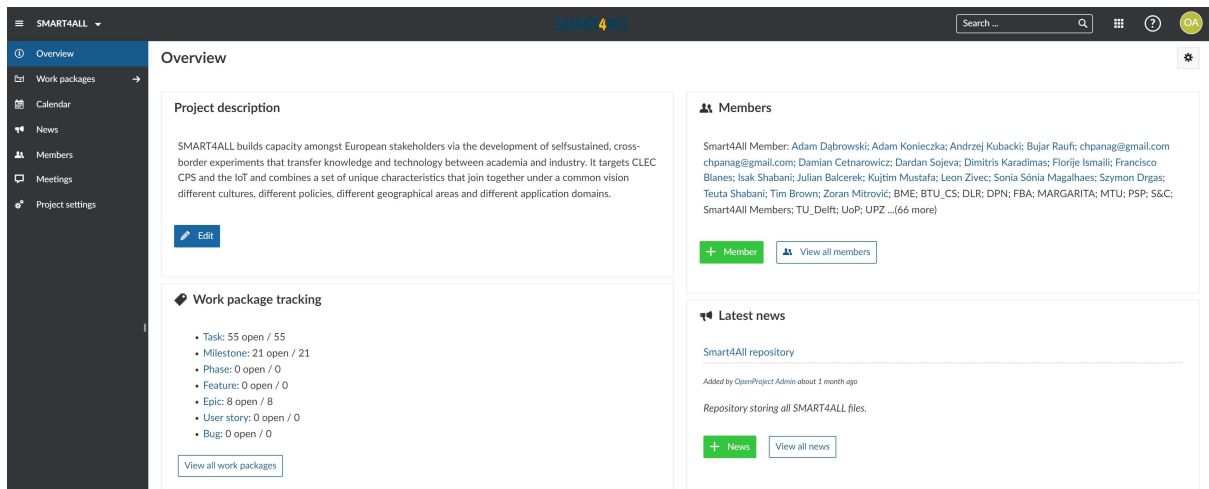 SMART4ALL
SMART4ALL
Search ...
?
OA
Overview
Work packages
Calendar
News
Members
Meetings
Project settings
Overview
Project description
SMART4ALL builds capacity amongst European stakeholders via the development of selfsustained, cross-
border experiments that transfer knowledge and technology between academia and industry. It targets CLEC
CPS and the IoT and combines a set of unique characteristics that join together under a common vision
different cultures, different policies, different geographical areas and different application domains.
Edit
Work package tracking
• Task: 55 open / 55
• Milestone: 21 open / 21
• Phase: 0 open / 0
• Feature: 0 open / 0
• Epic: 8 open / 8
• User story: 0 open / 0
• Bug: 0 open / 0
View all work packages
Members
Smart4All Member: Adam Dąbrowski; Adam Konieczka; Andrzej Kubacki; Bujar Raufi; chpanag@gmail.com
chpanag@gmail.com; Damian Cetnarowicz; Dardan Sojeva; Dimitris Karadimas; Florije Ismaili; Francisco
Blanes; Isak Shabani; Julian Balcerek; Kujtim Mustafa; Leon Zivec; Sonia Sónia Magalhaes; Szymon Drgas;
Teuta Shabani; Tim Brown; Zoran Mitrović; BME; BTU_CS; DLR; DPN; FBA; MARGARITA; MTU; PSP; S&C;
Smart4All Members; TU_Delft; UoP; UPZ ...(66 more)
+ Member
View all members
Latest news
Smart4All repository
Added by OpenProject Admin about 1 month ago
Repository storing all SMART4ALL files.
+ News
View all news